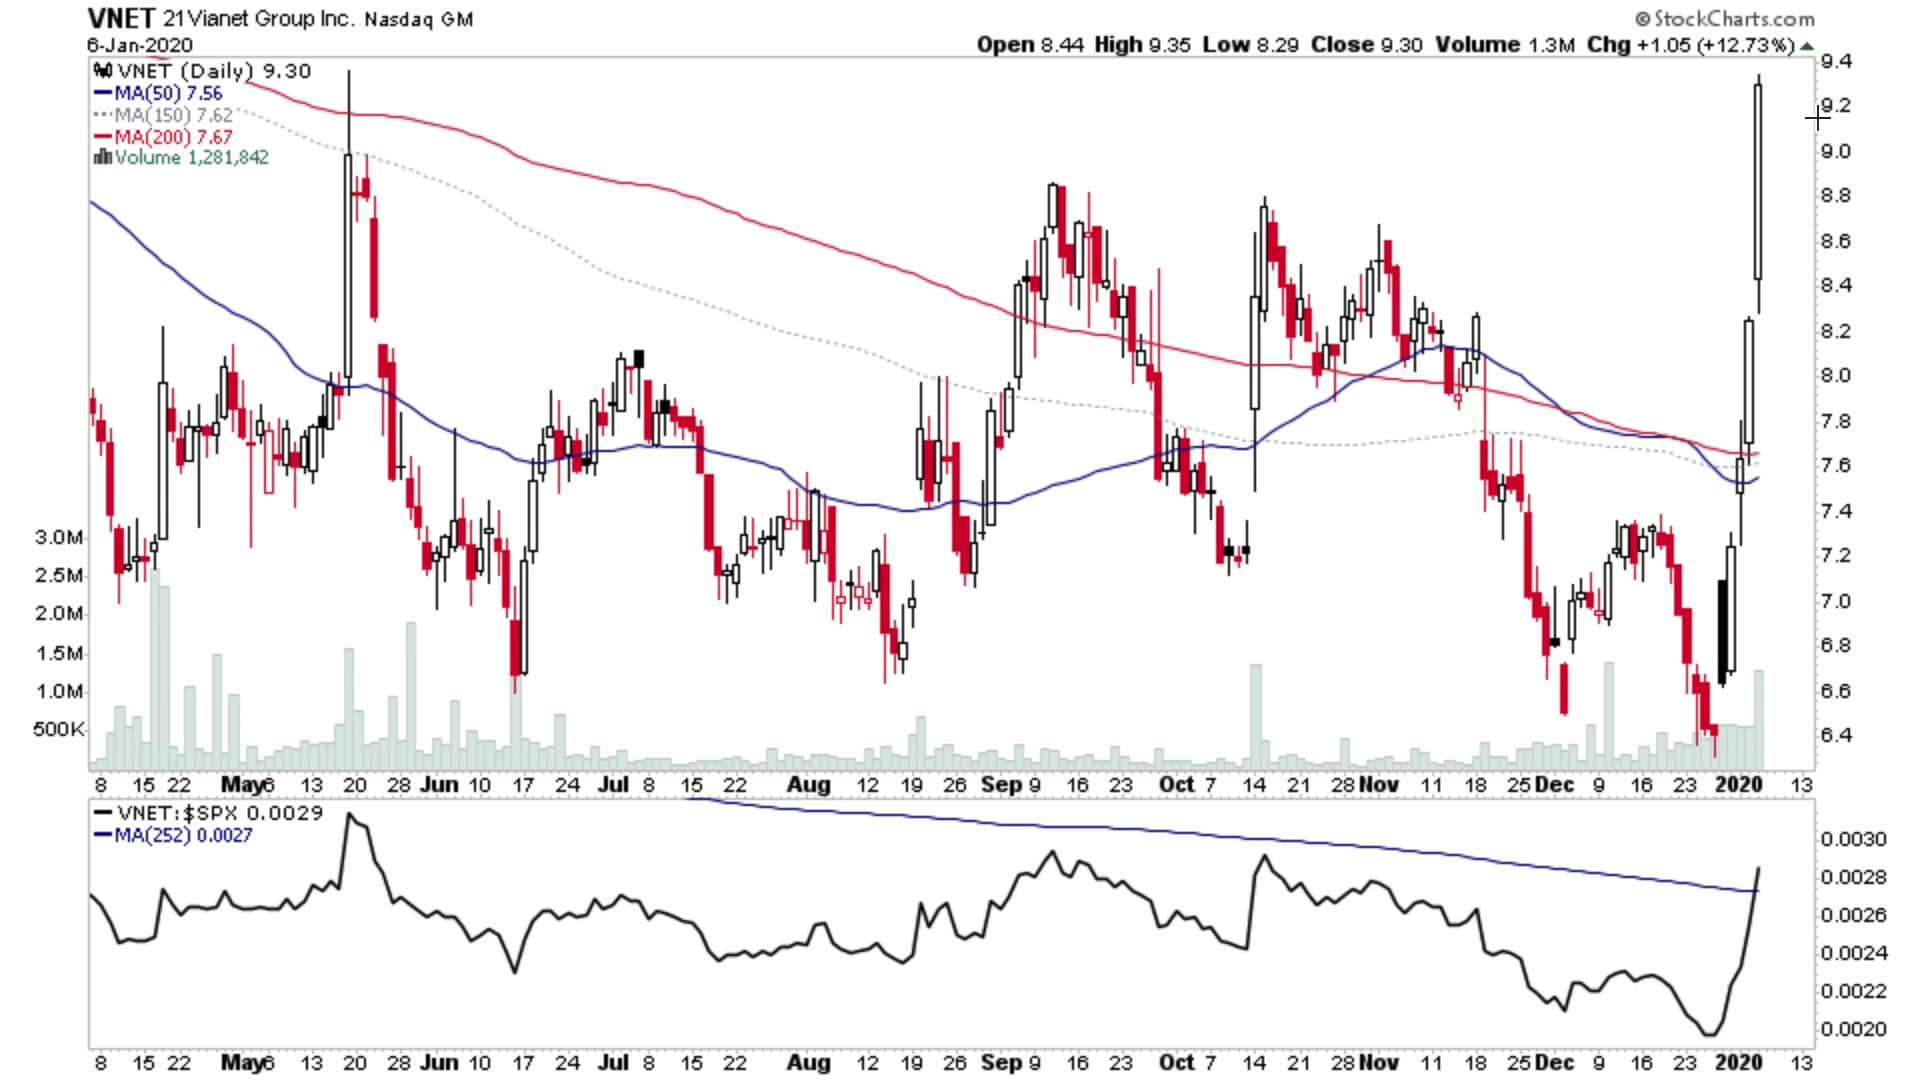 VNET 21Vianet Group Inc. Nasdaq GM
© StockCharts.com
6-Jan-2020
Open 8.44 High 9.35 Low 8.29 Close 9.30 Volume 1.3M Chg +1.05 (+12.73%)
VNET (Daily) 9.30
MA(50) 7.56
MA(150) 7.62
MA(200) 7.67
Volume 1,281,842
9.4
9.2
9.0
8.8
8.6
8.4
8.2
8.0
7.8
7.6
7.4
7.2
7.0
6.8
6.6
6.4
3.0M
2.5M
2.0M
1.5M
1.0M
500K
8 15 22 May 6 13 20 28 Jun 10 17 24 Jul 8 15 22 Aug 12 19 26 Sep 9 16 23 Oct 7 14 21 28 Nov 11 18 25 Dec 9 16 23 2020 13
VNET:$SPX 0.0029
MA(252) 0.0027
0.0030
0.0028
0.0026
0.0024
0.0022
0.0020
8 15 22 May 6 13 20 28 Jun 10 17 24 Jul 8 15 22 Aug 12 19 26 Sep 9 16 23 Oct 7 14 21 28 Nov 11 18 25 Dec 9 16 23 2020 13